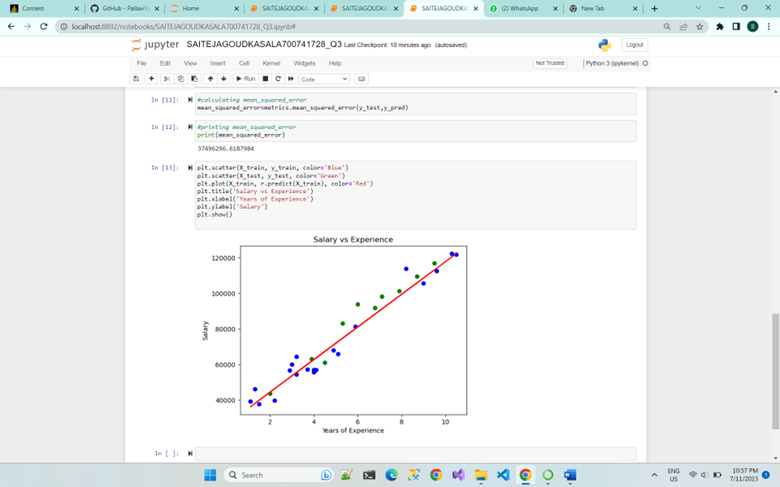 Content
GitHub - Pallavi
Home
SAITEJAGOUDKASAL
SAITEJAGOUDKASAL
SAITEJAGOUDKASAL
(2) WhatsApp
New Tab
localhost:8892/notebooks/SAITEJAGOUDKASALA700741728_Q3.ipynb#
S
jupyter SAITEJAGOUDKASALA700741728_Q3 Last Checkpoint: 18 minutes ago (autosaved)
Logout
File Edit View Insert Cell Kernel Widgets Help
Not Trusted
Python 3 (ipykernel)
Run
Code
In [11]:
#calculating mean_squared_error
mean_squared_error=metrics.mean_squared_error(y_test,y_pred)
In [12]:
#printing mean_squared_error
print(mean_squared_error)
37496296.6187984
In [13]:
plt.scatter(X_train, y_train, color='Blue')
plt.scatter(X_test, y_test, color='Green')
plt.plot(X_train, r.predict(X_train), color='Red')
plt.title('Salary vs Experience')
plt.xlabel('Years of Experience')
plt.ylabel('Salary')
plt.show()
Salary vs Experience
120000
100000
80000
60000
40000
Salary
2 4 6 8 10
Years of Experience
In [ ]:
Search
ENG
US
10:57 PM
7/11/2023